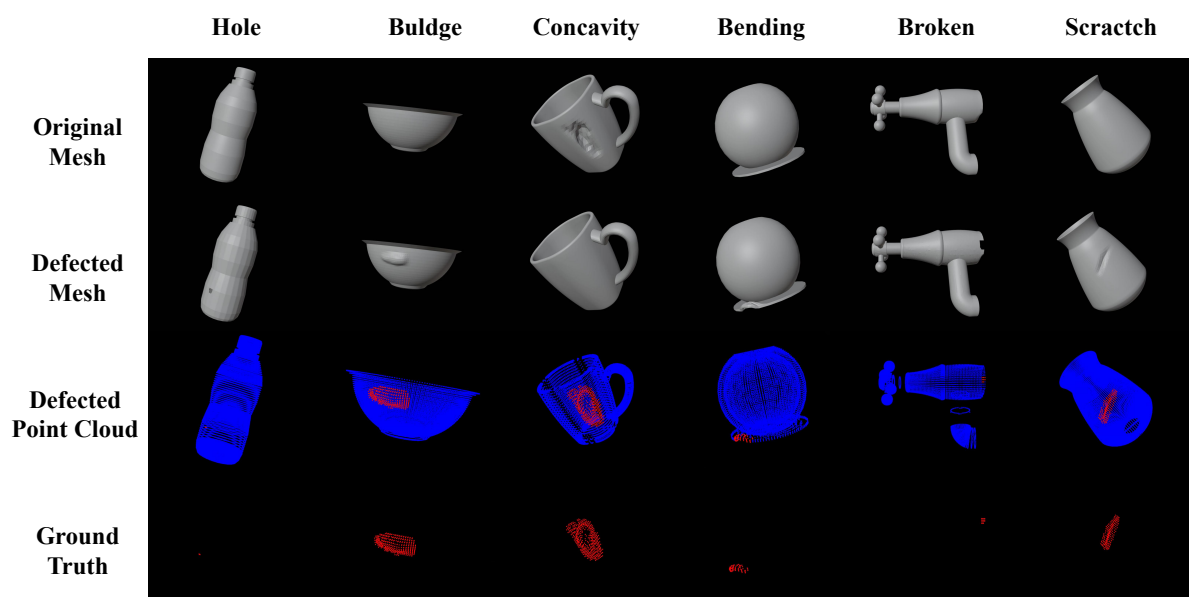 Hole Buldge Concavity Bending Broken Scractch
Original
Mesh
Defected
Mesh
Defected
Point Cloud
Ground
Truth